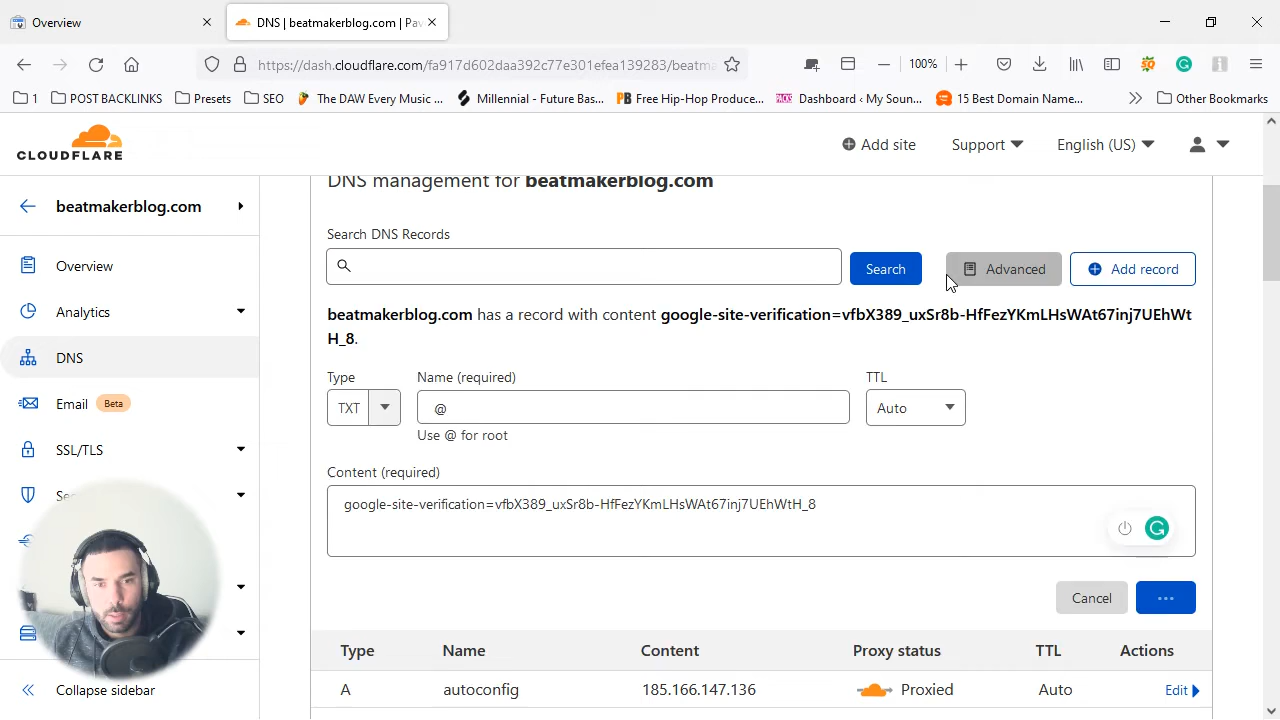 Overview
DNS | beatmakerblog.com | Pav
https://dash.cloudflare.com/fa917d602daa392c77e301efea139283/beatma
100%
1
POST BACKLINKS
Presets
SEO
The DAW Every Music ...
Millennial - Future Bas...
Free Hip-Hop Produce...
Dashboard ‹ My Soun...
15 Best Domain Name...
Other Bookmarks
CLOUDFLARE
Add site
Support
English (US)
beatmakerblog.com
Overview
Analytics
DNS
Email Beta
SSL/TLS
Collapse sidebar
DNS management for beatmakerblog.com
Search DNS Records
Search
Advanced
Add record
beatmakerblog.com has a record with content google-site-verification=vfbX389_uxSr8b-HfFezYKmLHsWAt67inj7UEhWt
H_8.
Type
Name (required)
TTL
TXT
@
Auto
Use @ for root
Content (required)
google-site-verification=vfbX389_uxSr8b-HfFezYKmLHsWAt67inj7UEhWtH_8
Cancel
Type Name Content Proxy status TTL Actions
A autoconfig 185.166.147.136 Proxied Auto Edit